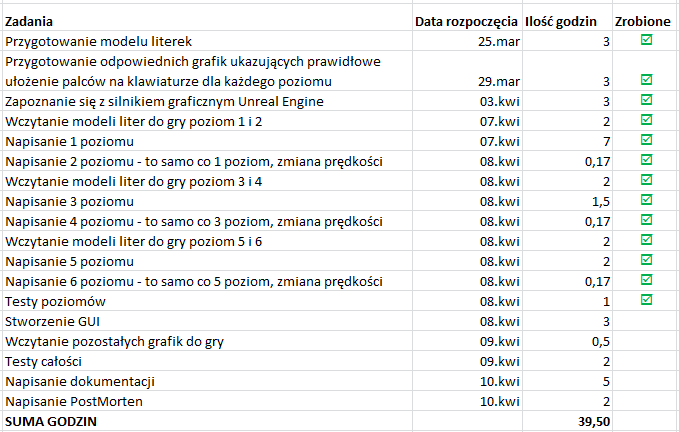 Zadania Data rozpoczęcia Ilość godzin Zrobione
Przygotowanie modelu literek 25.mar 3
Przygotowanie odpowiednich grafik ukazujących prawidłowe
ułożenie palców na klawiaturze dla każdego poziomu 29.mar 3
Zapoznanie się z silnikiem graficznym Unreal Engine 03.kwi 3
Wczytanie modeli liter do gry poziom 1 i 2 07.kwi 2
Napisanie 1 poziomu 07.kwi 7
Napisanie 2 poziomu - to samo co 1 poziom, zmiana prędkości 08.kwi 0,17
Wczytanie modeli liter do gry poziom 3 i 4 08.kwi 2
Napisanie 3 poziomu 08.kwi 1,5
Napisanie 4 poziomu - to samo co 3 poziom, zmiana prędkości 08.kwi 0,17
Wczytanie modeli liter do gry poziom 5 i 6 08.kwi 2
Napisanie 5 poziomu 08.kwi 2
Napisanie 6 poziomu - to samo co 5 poziom, zmiana prędkości 08.kwi 0,17
Testy poziomów 08.kwi 1
Stworzenie GUI 08.kwi 3
Wczytanie pozostałych grafik do gry 09.kwi 0,5
Testy całości 09.kwi 2
Napisanie dokumentacji 10.kwi 5
Napisanie PostMorten 10.kwi 2
SUMA GODZIN 39,50